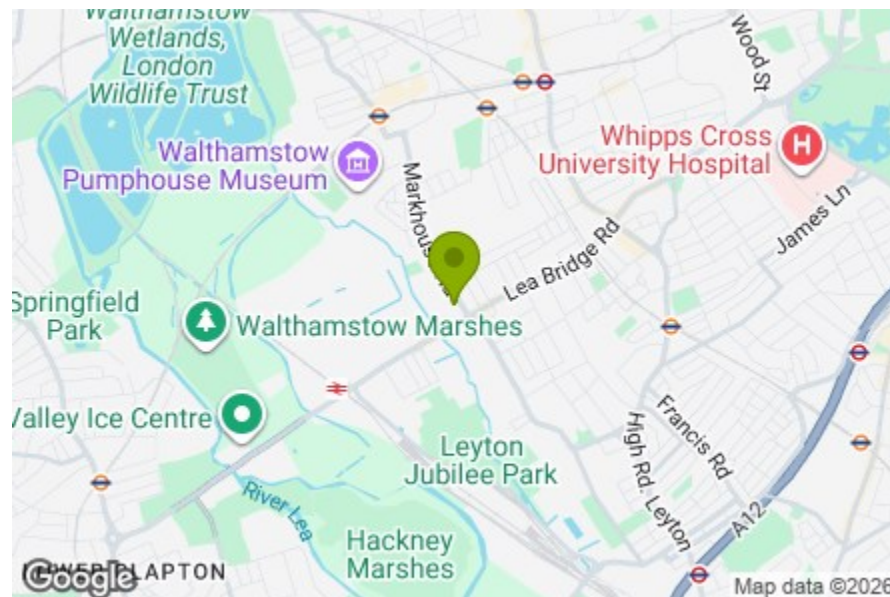 Walthamstow
Wetlands,
London
Wildlife Trust
Wood St
Whipps Cross
University Hospital
H
Walthamstow
Pumphouse Museum
Lea Bridge Rd
James Ln
Springfield
Park
Walthamstow Marshes
Valley Ice Centre
Leyton
Jubilee Park
Francis Rd
High Rd. Leyton
A12
River Lea
Hackney
Marshes
CLAPTON
Google
Map data ©2026